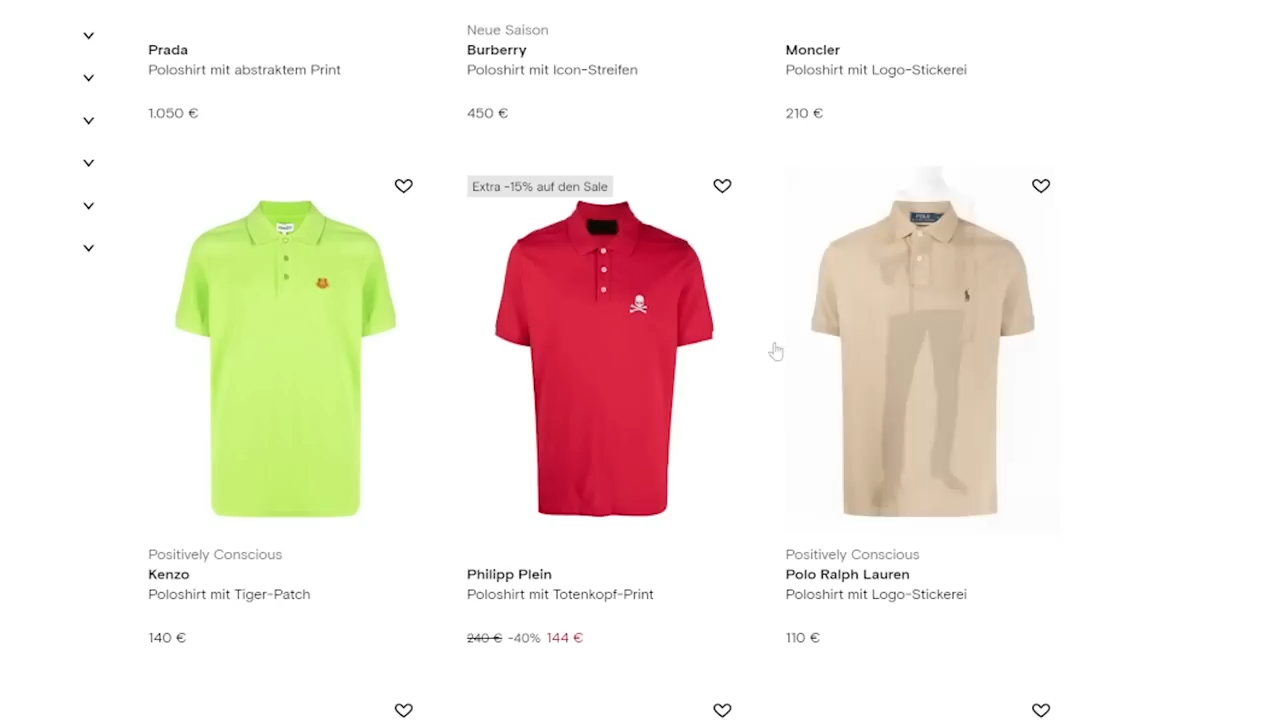 Prada
Poloshirt mit abstraktem Print
1.050 €
Neue Saison
Burberry
Poloshirt mit Icon-Streifen
450 €
Moncler
Poloshirt mit Logo-Stickerei
210 €
Extra -15% auf den Sale
POLO
Positively Conscious
Kenzo
Poloshirt mit Tiger-Patch
140 €
Philipp Plein
Poloshirt mit Totenkopf-Print
240 € -40% 144 €
Positively Conscious
Polo Ralph Lauren
Poloshirt mit Logo-Stickerei
110 €